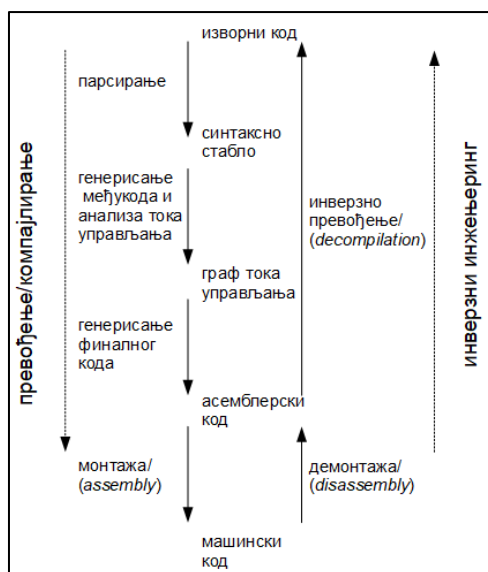 изворни код
парсирање
синтаксно
стабло
генерисање
међукода и
анализа тока
управљања
граф тока
управљања
генерисање
финалног
кода
асемблерски
код
монтажа/
(assembly)
машински
код
инверзно
превођење/
(decompilation)
демонтажа/
(disassembly)
превођење/компајлирање
инверзни инжењеринг